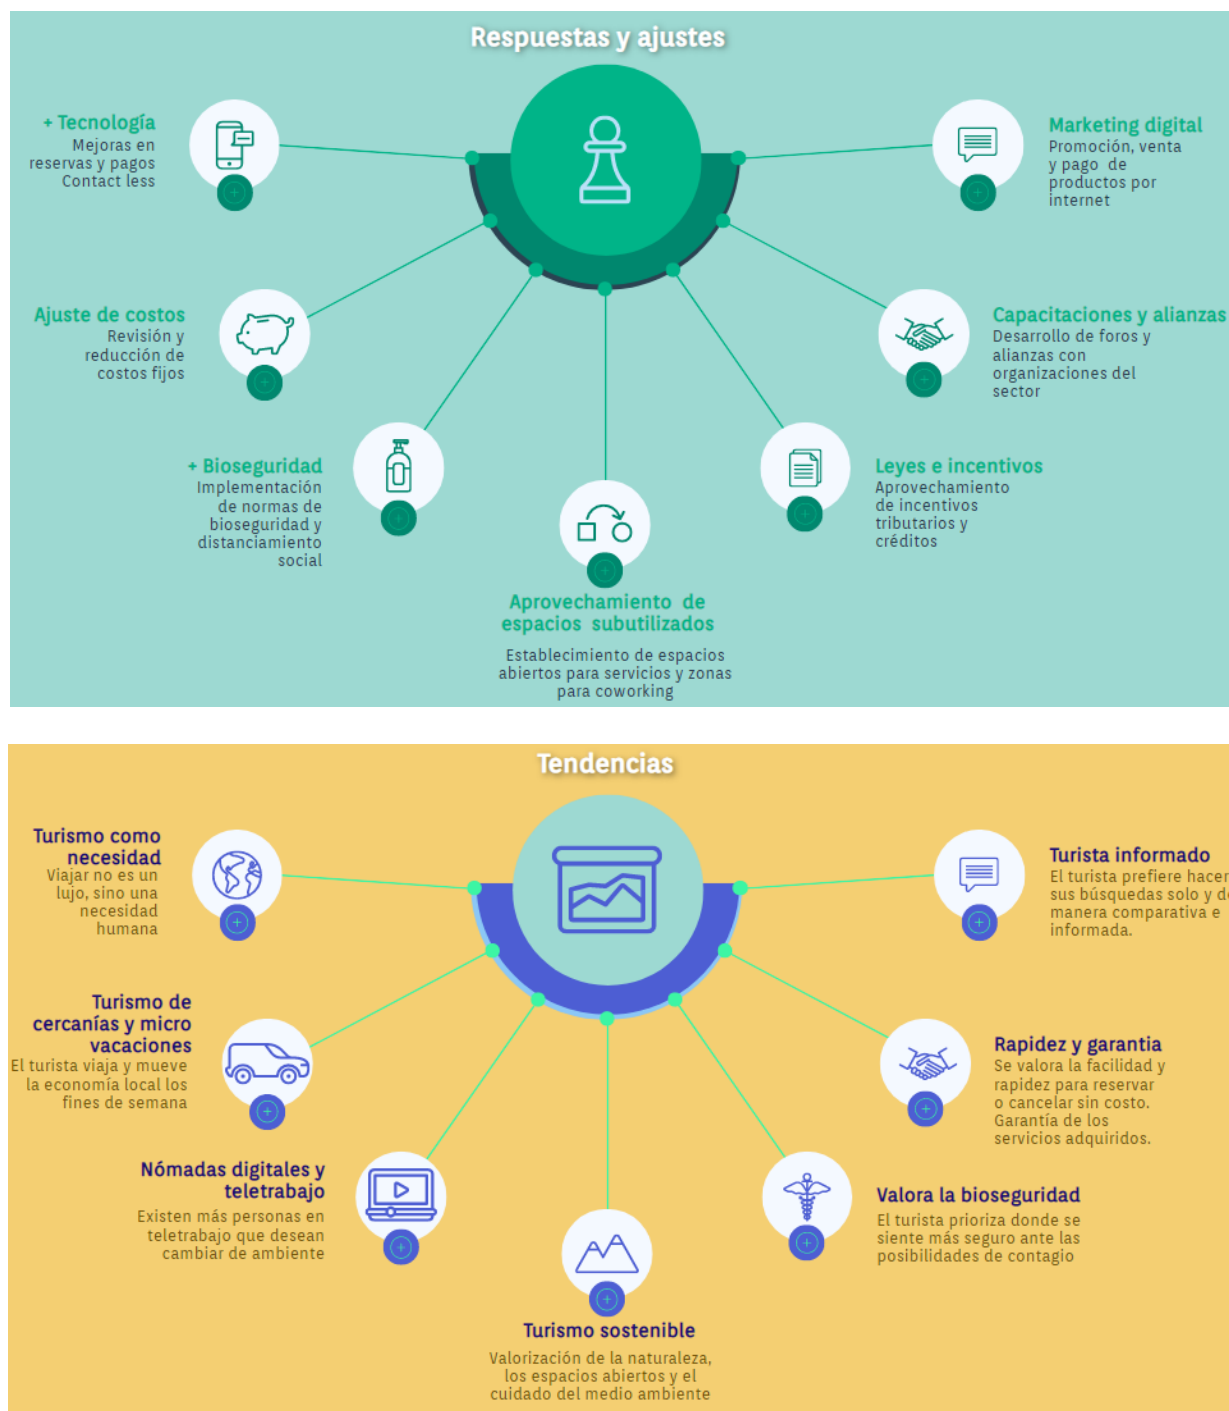 Respuestas y ajustes
+ Tecnología
Mejoras en
reservas y pagos
Contact less
Marketing digital
Promoción, venta
y pago de
productos por
internet
Ajuste de costos
Revisión y
reducción de
costos fijos
Capacitaciones y alianzas
Desarrollo de foros y
alianzas con
organizaciones del
sector
+ Bioseguridad
Implementación
de normas de
bioseguridad y
distanciamiento
social
Leyes e incentivos
Aprovechamiento
de incentivos
tributarios y
créditos
Aprovechamiento de
espacios subutilizados
Establecimiento de espacios
abiertos para servicios y zonas
para coworking
Tendencias
Turismo como
necesidad
Viajar no es un
lujo, sino una
necesidad
humana
Turista informado
El turista prefiere hacer
sus búsquedas solo y de
manera comparativa e
informada.
Turismo de
cercanías y micro
vacaciones
El turista viaja y mueve
la economía local los
fines de semana
Rapidez y garantia
Se valora la facilidad y
rapidez para reservar
o cancelar sin costo.
Garantía de los
servicios adquiridos.
Nómadas digitales y
teletrabajo
Existen más personas en
teletrabajo que desean
cambiar de ambiente
Valora la bioseguridad
El turista prioriza donde se
siente más seguro ante las
posibilidades de contagio
Turismo sostenible
Valorización de la naturaleza,
los espacios abiertos y el
cuidado del medio ambiente